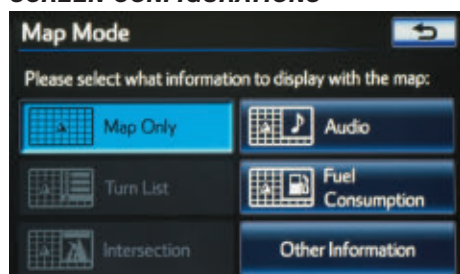 SCREEN CONFIGURATIONS
Map Mode
Please select what information to display with the map:
Map Only
Audio
Turn List
Fuel
Consumption
Intersection
Other Information